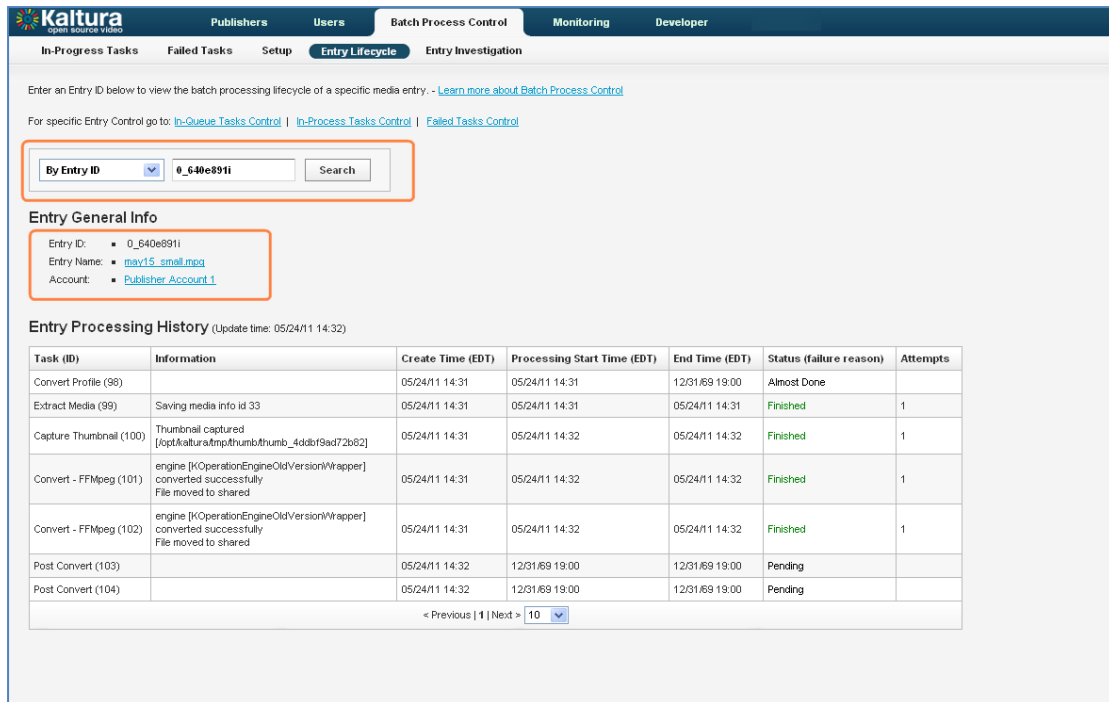 Kaltura
open source video
Publishers Users Batch Process Control Monitoring Developer
In-Progress Tasks Failed Tasks Setup Entry Lifecycle Entry Investigation
Enter an Entry ID below to view the batch processing lifecycle of a specific media entry. - Learn more about Batch Process Control
For specific Entry Control go to: In-Queue Tasks Control | In-Process Tasks Control | Failed Tasks Control
By Entry ID 0_640e891i Search
Entry General Info
Entry ID: ▪ 0_640e891i
Entry Name: ▪ may15_small.mpg
Account: ▪ Publisher Account 1
Entry Processing History (Update time: 05/24/11 14:32)
Task (ID) Information Create Time (EDT) Processing Start Time (EDT) End Time (EDT) Status (failure reason) Attempts
Convert Profile (98) 05/24/11 14:31 05/24/11 14:31 12/31/69 19:00 Almost Done
Extract Media (99) Saving media info id 33 05/24/11 14:31 05/24/11 14:31 05/24/11 14:31 Finished 1
Thumbnail captured
Capture Thumbnail (100) [/opt/kaltura/tmp/thumb/thumb_4ddbf9ad72b82] 05/24/11 14:31 05/24/11 14:32 05/24/11 14:32 Finished 1
engine [KOperationEngineOldVersionWrapper]
Convert - FFMpeg (101) converted successfully 05/24/11 14:31 05/24/11 14:31 05/24/11 14:32 Finished 1
File moved to shared
engine [KOperationEngineOldVersionWrapper]
Convert - FFMpeg (102) converted successfully 05/24/11 14:31 05/24/11 14:32 05/24/11 14:32 Finished 1
File moved to shared
Post Convert (103) 05/24/11 14:32 12/31/69 19:00 12/31/69 19:00 Pending
Post Convert (104) 05/24/11 14:32 12/31/69 19:00 12/31/69 19:00 Pending
< Previous | 1 | Next > 10